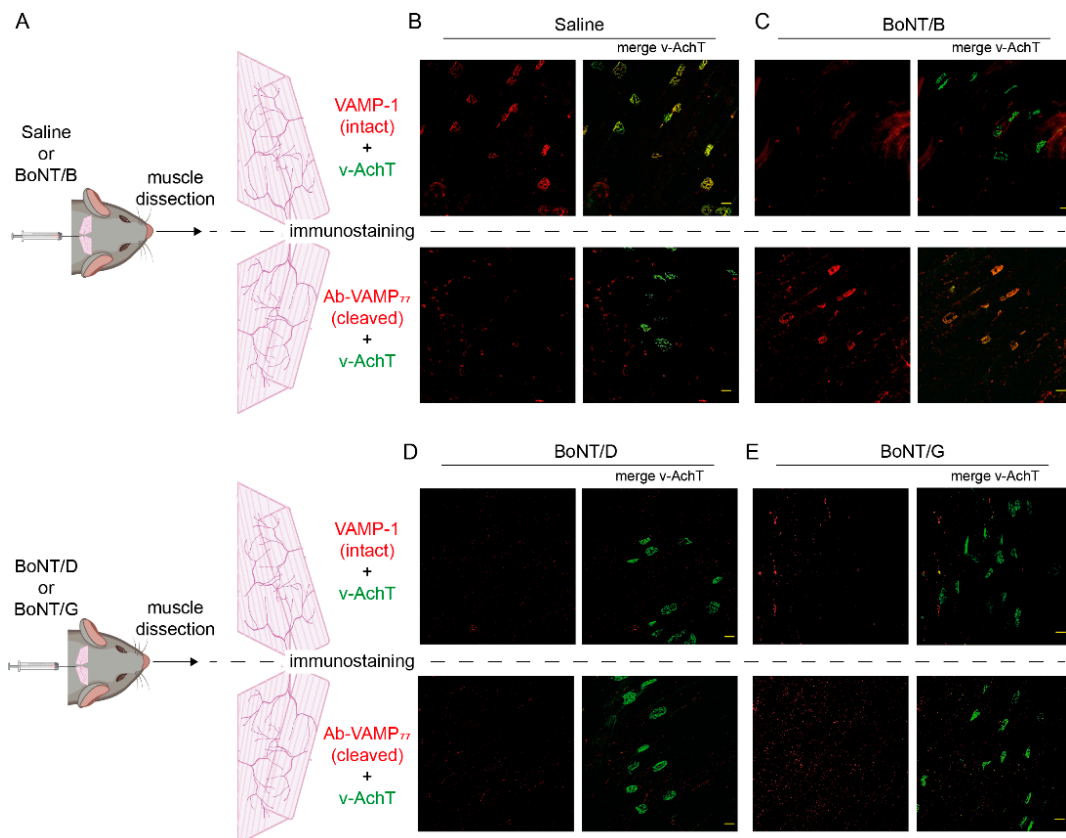 A
Saline
or
BoNT/B
muscle
dissection
VAMP-1
(intact)
+
v-AchT
immunostaining
Ab-VAMP₇₇
(cleaved)
+
v-AchT
B
Saline
merge v-AchT
C
BoNT/B
merge v-AchT
BoNT/D
or
BoNT/G
muscle
dissection
VAMP-1
(intact)
+
v-AchT
immunostaining
Ab-VAMP₇₇
(cleaved)
+
v-AchT
D
BoNT/D
merge v-AchT
E
BoNT/G
merge v-AchT